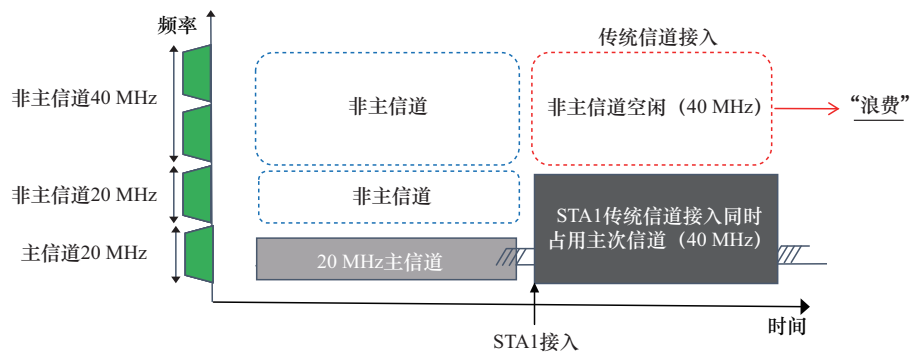 频率
传统信道接入
非主信道40 MHz
非主信道
非主信道空闲（40 MHz）
“浪费”
非主信道20 MHz
非主信道
STA1传统信道接入同时
占用主次信道（40 MHz）
主信道20 MHz
20 MHz主信道
时间
STA1接入